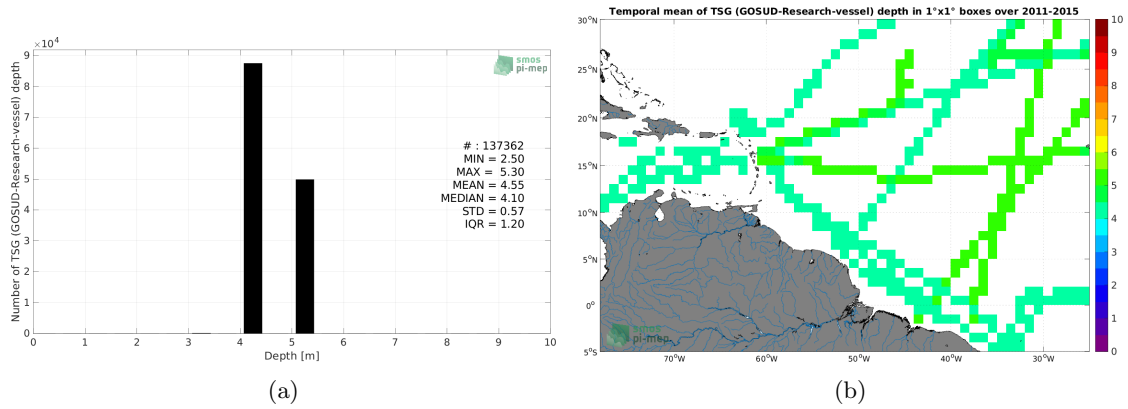 ×10⁴
9
8
7
6
5
4
3
2
1
0
Number of TSG (GOSUD-Research-vessel) depth
0 1 2 3 4 5 6 7 8 9 10
Depth [m]
smos
pi-mep
# : 137362
MIN = 2.50
MAX = 5.30
MEAN = 4.55
MEDIAN = 4.10
STD = 0.57
IQR = 1.20
(a)
Temporal mean of TSG (GOSUD-Research-vessel) depth in 1°x1° boxes over 2011-2015
30°N
25°N
20°N
15°N
10°N
5°N
0°
5°S
70°W 60°W 50°W 40°W 30°W
smos
pi-mep
10
9
8
7
6
5
4
3
2
1
0
(b)